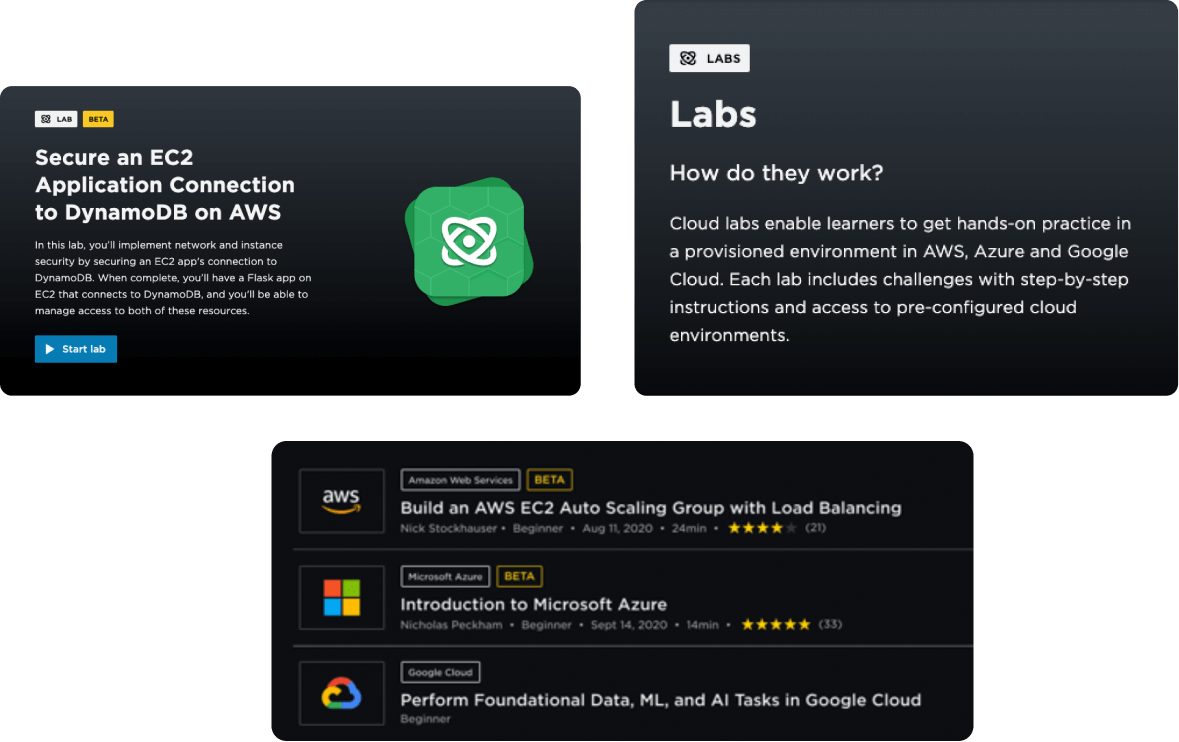 LAB BETA
Secure an EC2
Application Connection
to DynamoDB on AWS
In this lab, you'll implement network and instance
security by securing an EC2 app's connection to
DynamoDB. When complete, you'll have a Flask app on
EC2 that connects to DynamoDB, and you'll be able to
manage access to both of these resources.
Start lab
LABS
Labs
How do they work?
Cloud labs enable learners to get hands-on practice in
a provisioned environment in AWS, Azure and Google
Cloud. Each lab includes challenges with step-by-step
instructions and access to pre-configured cloud
environments.
aws
Amazon Web Services BETA
Build an AWS EC2 Auto Scaling Group with Load Balancing
Nick Stockhauser • Beginner • Aug 11, 2020 • 24min • ★★★★★ (21)
Microsoft Azure BETA
Introduction to Microsoft Azure
Nicholas Peckham • Beginner • Sept 14, 2020 • 14min • ★★★★★ (33)
Google Cloud
Perform Foundational Data, ML, and AI Tasks in Google Cloud
Beginner